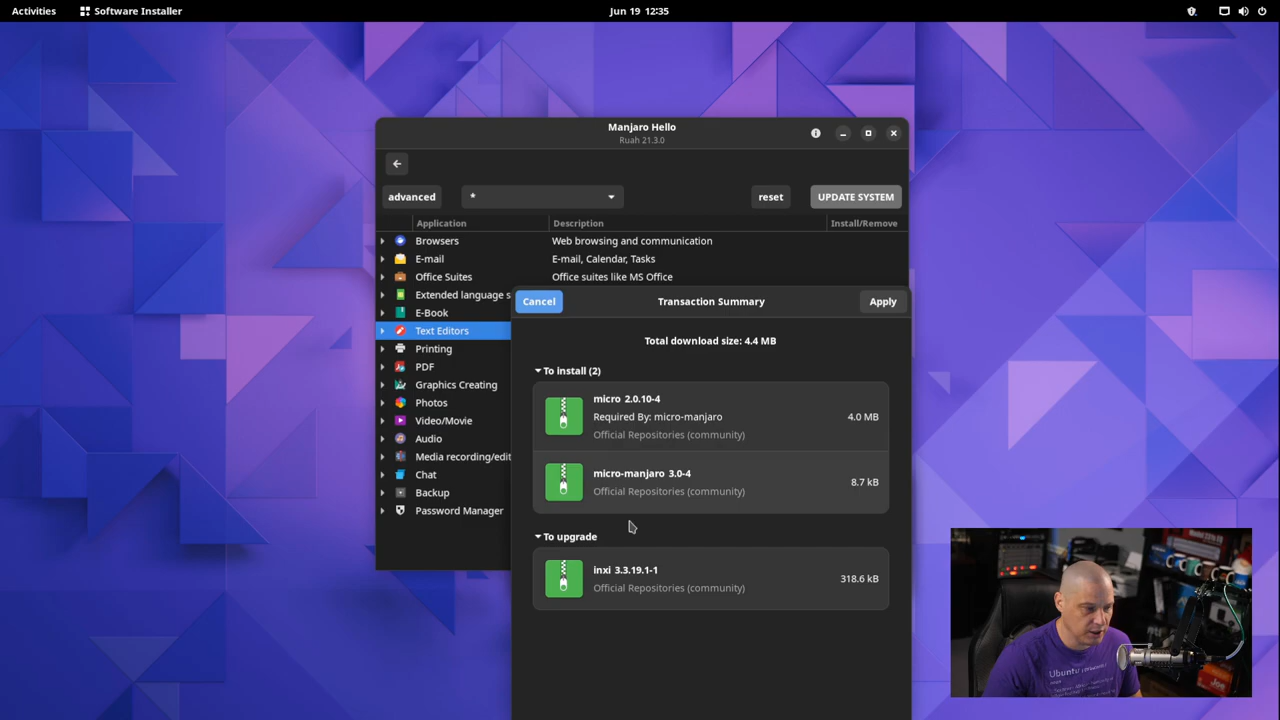 Activities
Software Installer
Jun 19 12:35
Manjaro Hello
Ruah 21.3.0
advanced
*
reset
UPDATE SYSTEM
Application
Description
Install/Remove
Browsers
Web browsing and communication
E-mail
E-mail, Calendar, Tasks
Office Suites
Office suites like MS Office
Extended language s
E-Book
Text Editors
Printing
PDF
Graphics Creating
Photos
Video/Movie
Audio
Media recording/edit
Chat
Backup
Password Manager
Cancel
Transaction Summary
Apply
Total download size: 4.4 MB
To install (2)
micro 2.0.10-4
Required By: micro-manjaro
4.0 MB
Official Repositories (community)
micro-manjaro 3.0-4
8.7 kB
Official Repositories (community)
To upgrade
inxi 3.3.19.1-1
318.6 kB
Official Repositories (community)
Ubuntu